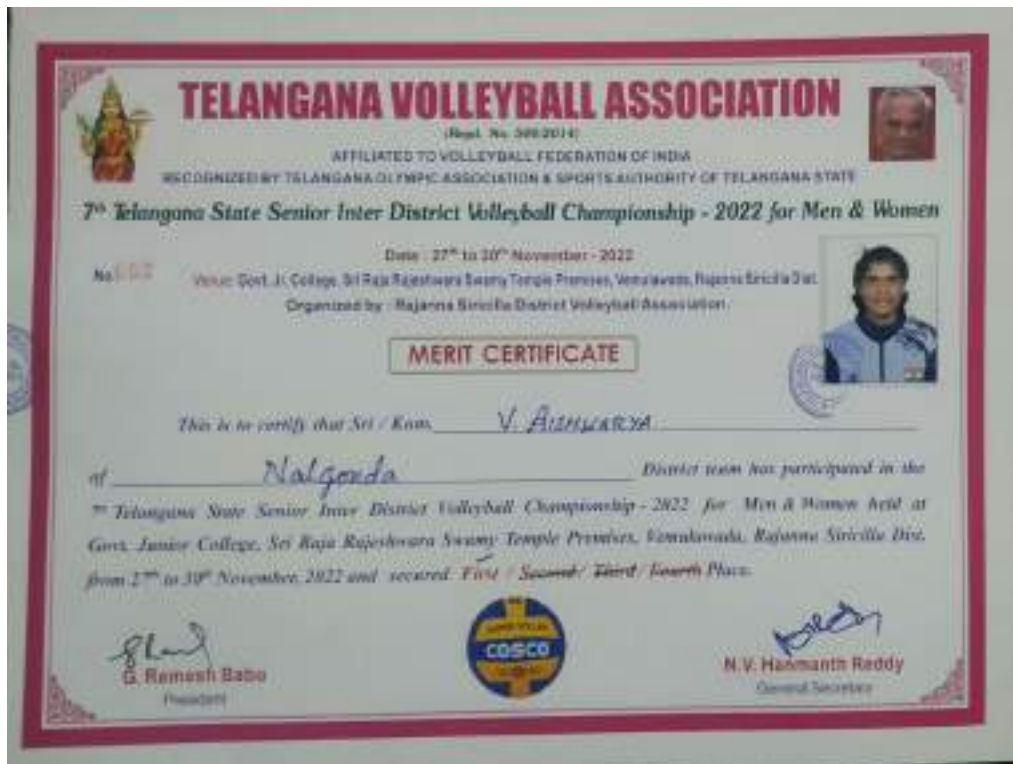 TELANGANA VOLLEYBALL ASSOCIATION
(Regd. No. 589/2014)
AFFILIATED TO VOLLEYBALL FEDERATION OF INDIA
RECOGNIZED BY TELANGANA OLYMPIC ASSOCIATION & SPORTS AUTHORITY OF TELANGANA STATE
7th Telangana State Senior Inter District Volleyball Championship - 2022 for Men & Women
Date : 27th to 30th November - 2022
No.
Venue: Govt. Jr. College, Sri Raja Rajeshwara Swamy Temple Premises, Vemulawada, Rajanna Siricilla Dist.
Organized by : Rajanna Siricilla District Volleyball Association
MERIT CERTIFICATE
This is to certify that Sri / Kum. V. AISHWARYA
of Nalgonda District team has participated in the
7th Telangana State Senior Inter District Volleyball Championship - 2022 for Men & Women held at
Govt. Junior College, Sri Raja Rajeshwara Swamy Temple Premises, Vemulawada, Rajanna Siricilla Dist.
from 27th to 30th November, 2022 and secured First / Second / Third / Fourth Place.
COSCO
G. Ramesh Babu
President
N.V. Hanmanth Reddy
General Secretary